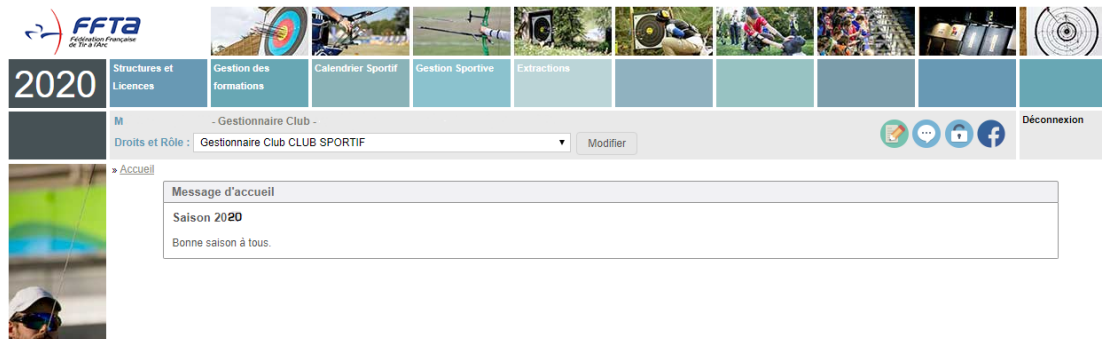 FFTA
Fédération Française
de Tir à l'Arc
2020
Structures et
Licences
Gestion des
formations
Calendrier Sportif
Gestion Sportive
Extractions
M - Gestionnaire Club -
Droits et Rôle : Gestionnaire Club CLUB SPORTIF
Modifier
Déconnexion
» Accueil
Message d'accueil
Saison 2020
Bonne saison à tous.